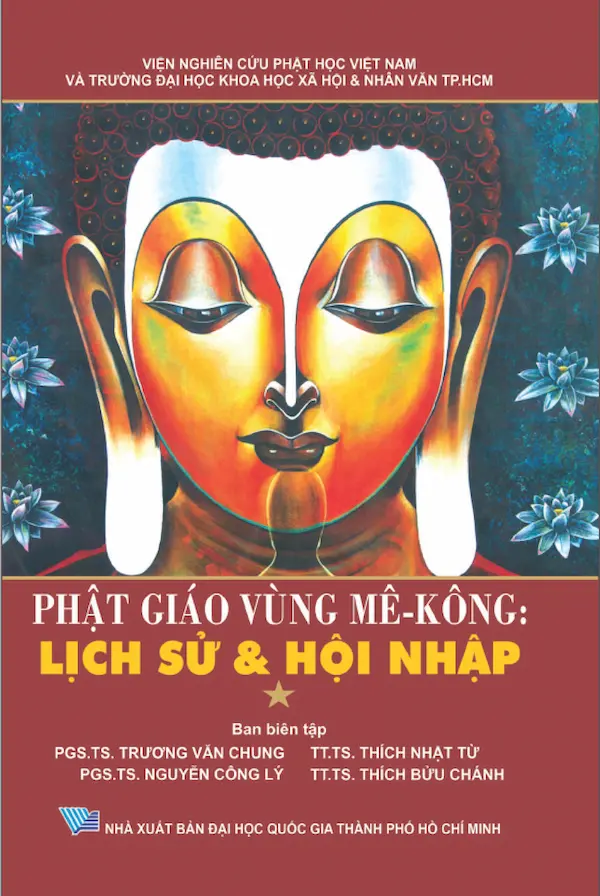 VIỆN NGHIÊN CỨU PHẬT HỌC VIỆT NAM
VÀ TRƯỜNG ĐẠI HỌC KHOA HỌC XÃ HỘI & NHÂN VĂN TP.HCM
PHẬT GIÁO VÙNG MÊ-KÔNG:
LỊCH SỬ & HỘI NHẬP
Ban biên tập
PGS.TS. TRƯƠNG VĂN CHUNG TT.TS. THÍCH NHẬT TỪ
PGS.TS. NGUYỄN CÔNG LÝ TT.TS. THÍCH BỬU CHÁNH
NHÀ XUẤT BẢN ĐẠI HỌC QUỐC GIA THÀNH PHỐ HỒ CHÍ MINH